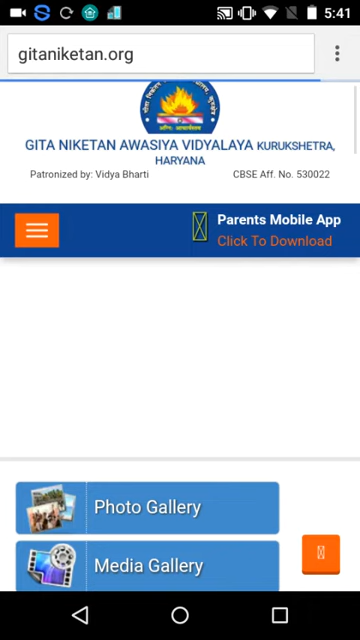 5:41
gitaniketan.org
GITA NIKETAN AWASIYA VIDYALAYA KURUKSHETRA,
HARYANA
Patronized by: Vidya Bharti
CBSE Aff. No. 530022
Parents Mobile App
Click To Download
Photo Gallery
Media Gallery